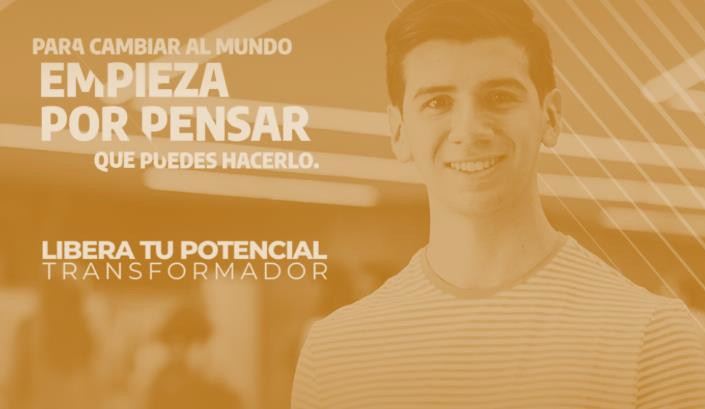 PARA CAMBIAR AL MUNDO
EMPIEZA
POR PENSAR
QUE PUEDES HACERLO.
LIBERA TU POTENCIAL
TRANSFORMADOR